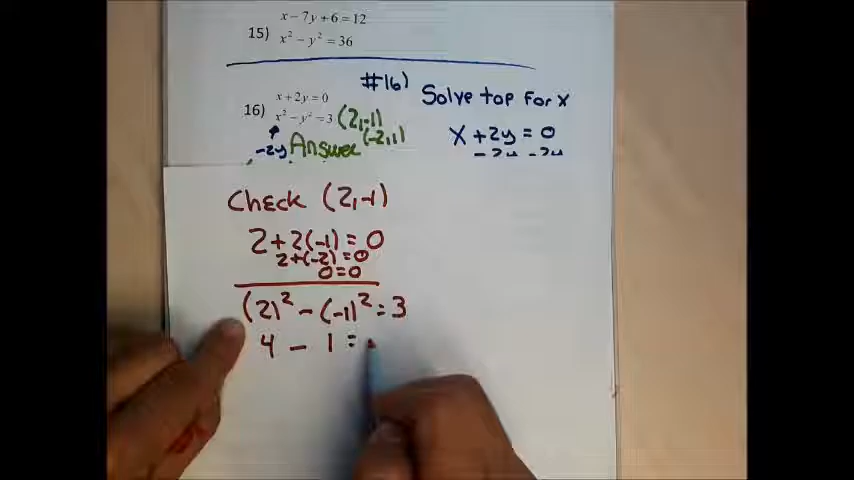 x − 7y + 6 = 12
15) x² − y² = 36
#16) Solve top for x
x + 2y = 0
16) x² − y² = 3 (2,-1)
(-2,1)
-2y Answer
x + 2y = 0
-2y -2y
Check (2,-1)
2 + 2(-1) = 0
2 + (-2) = 0
0 = 0
(2)² − (-1)² = 3
4 − 1 =